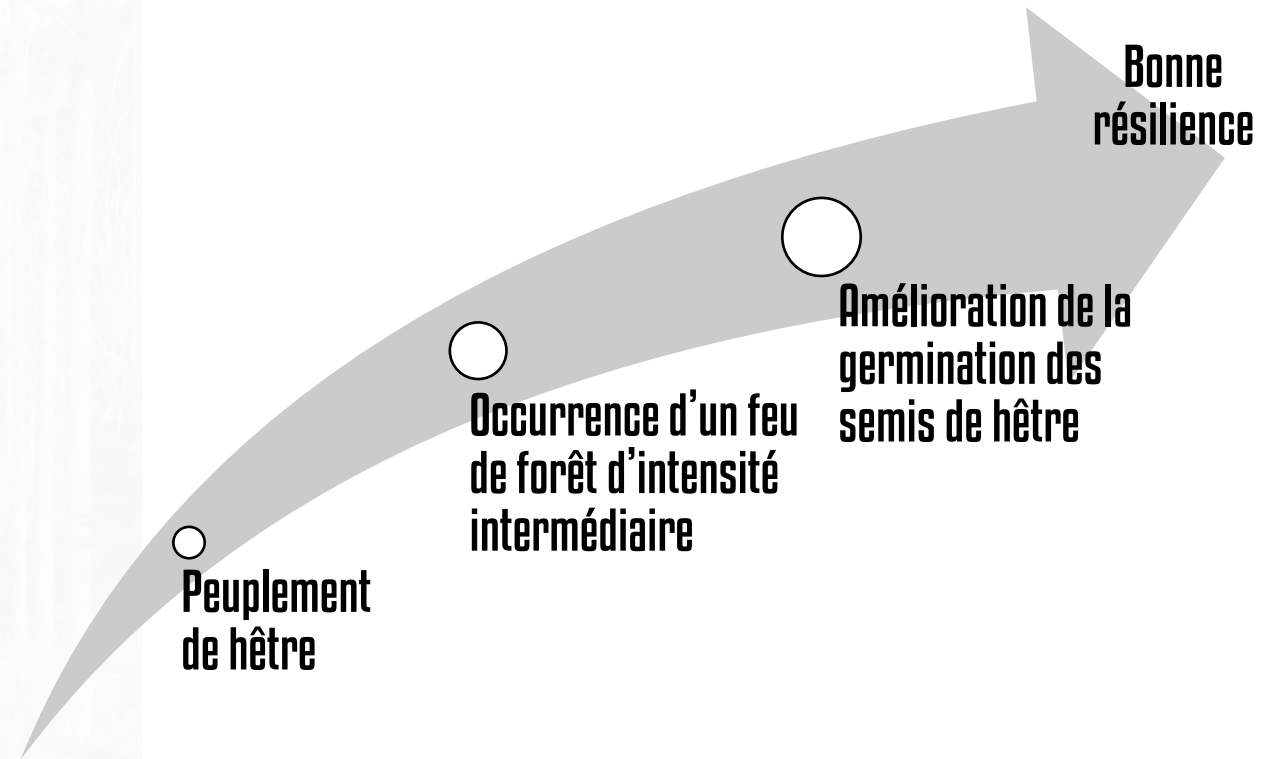 Bonne
résilience
Amélioration de la
germination des
semis de hêtre
Occurrence d'un feu
de forêt d'intensité
intermédiaire
Peuplement
de hêtre